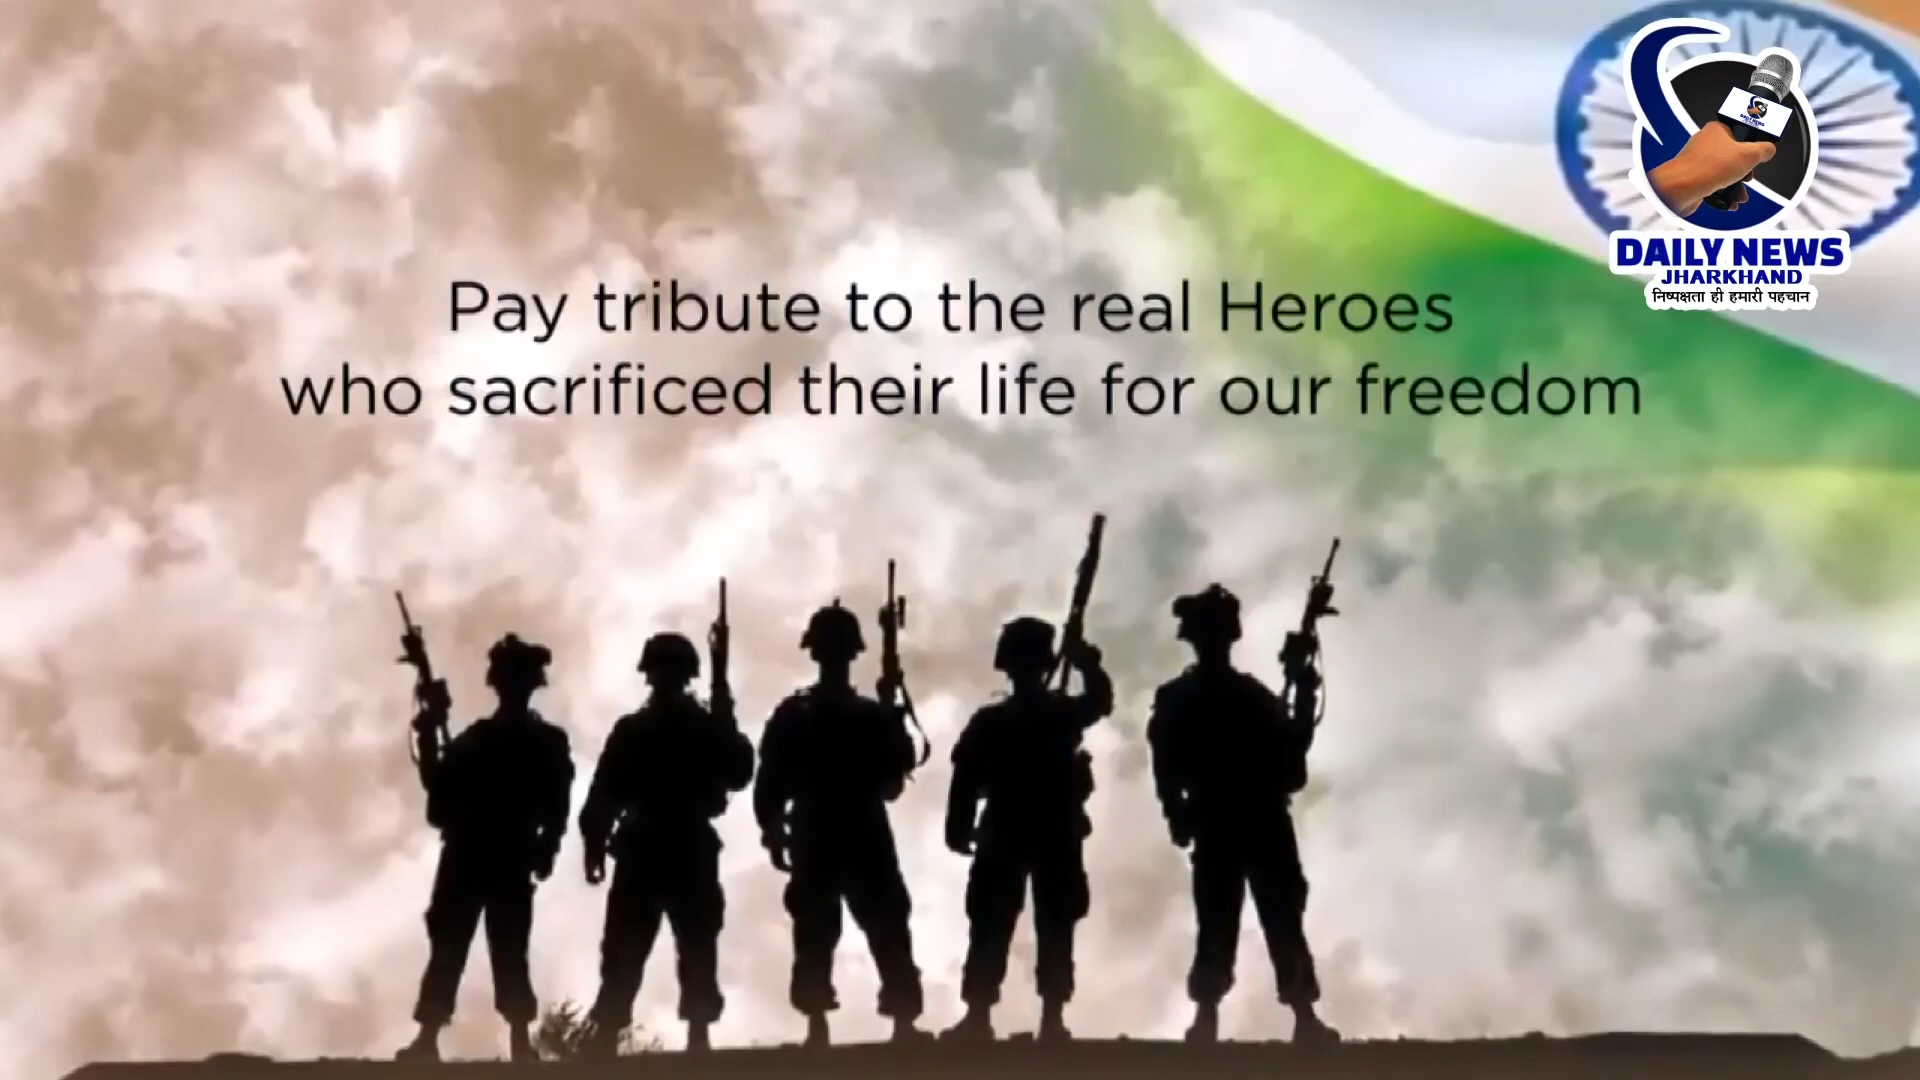 Pay tribute to the real Heroes
who sacrificed their life for our freedom
DAILY NEWS
JHARKHAND
निष्पक्षता ही हमारी पहचान